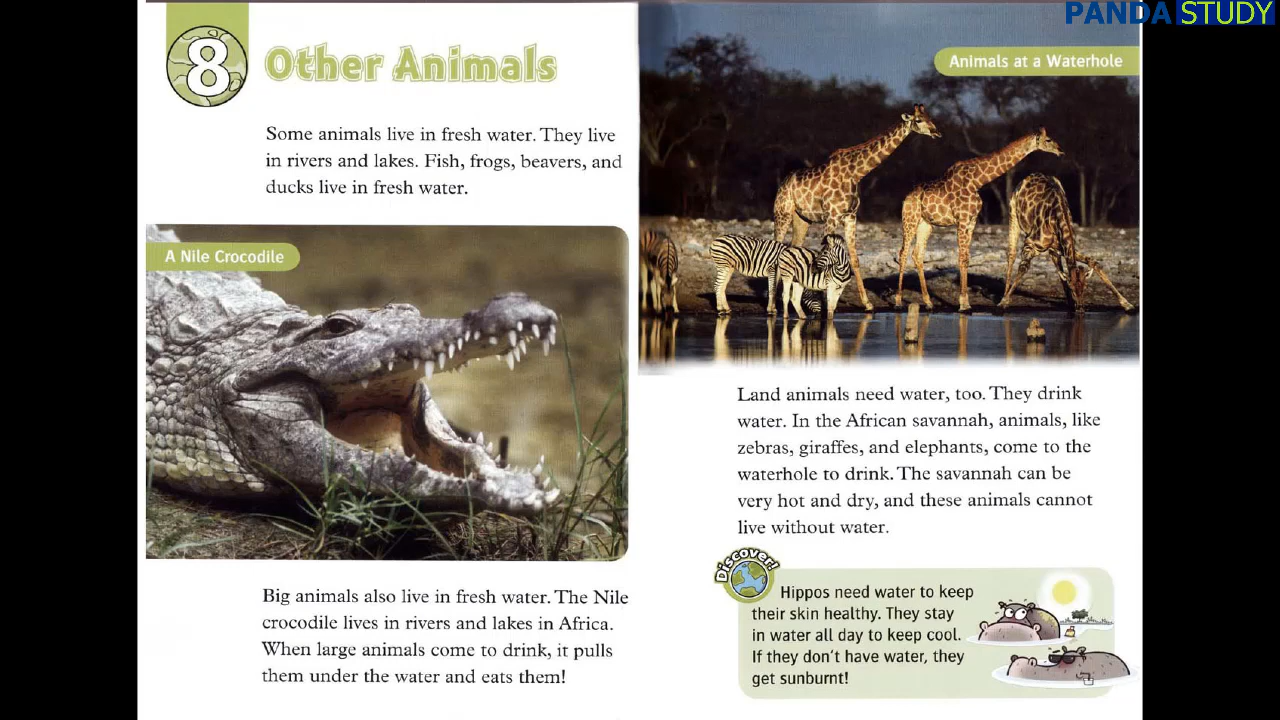 PANDA STUDY
8
Other Animals
Some animals live in fresh water. They live
in rivers and lakes. Fish, frogs, beavers, and
ducks live in fresh water.
A Nile Crocodile
Big animals also live in fresh water. The Nile
crocodile lives in rivers and lakes in Africa.
When large animals come to drink, it pulls
them under the water and eats them!
Animals at a Waterhole
Land animals need water, too. They drink
water. In the African savannah, animals, like
zebras, giraffes, and elephants, come to the
waterhole to drink. The savannah can be
very hot and dry, and these animals cannot
live without water.
Discover!
Hippos need water to keep
their skin healthy. They stay
in water all day to keep cool.
If they don't have water, they
get sunburnt!